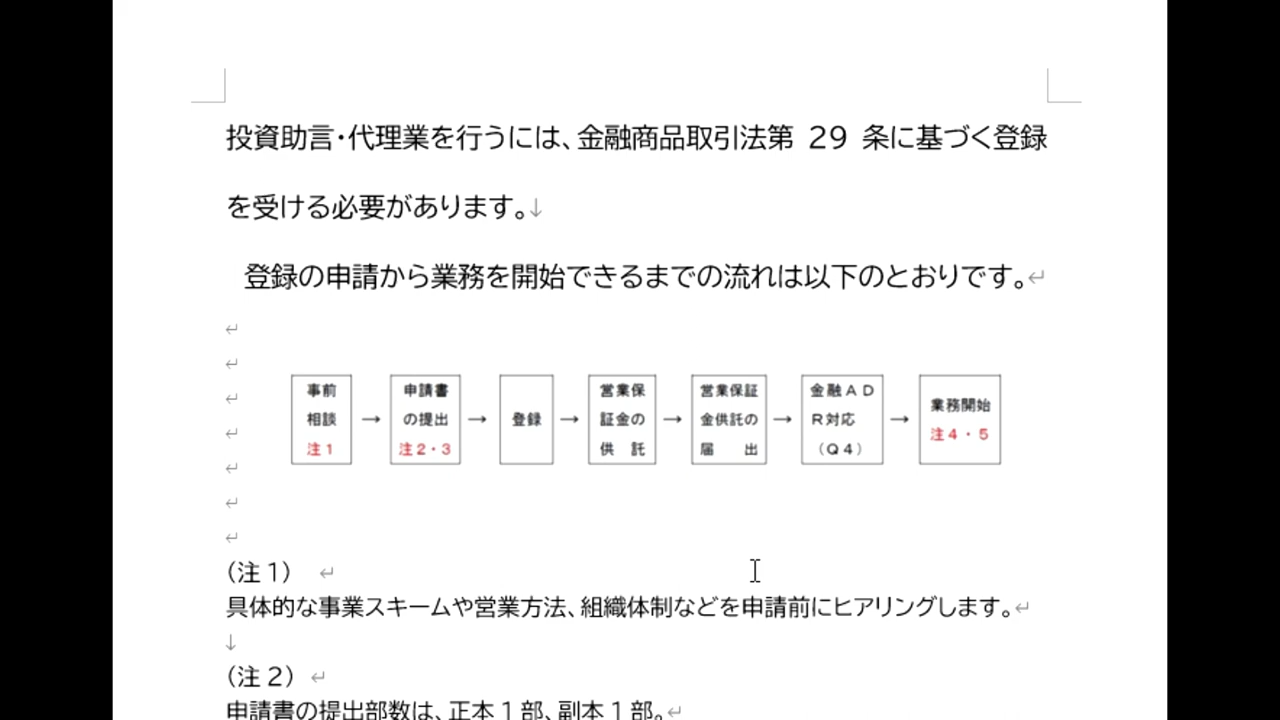 投資助言・代理業を行うには、金融商品取引法第 29 条に基づく登録
を受ける必要があります。↓
登録の申請から業務を開始できるまでの流れは以下のとおりです。↵
↵
↵
↵
↵
↵
↵
↵
事前
相談
注1
→
申請書
の提出
注2・3
→
登録
→
営業保
証金の
供 託
→
営業保証
金供託の
届 出
→
金融AD
R対応
（Q4）
→
業務開始
注4・5
（注1） ↵
具体的な事業スキームや営業方法、組織体制などを申請前にヒアリングします。↵
↓
（注2） ↵
申請書の提出部数は、正本1部、副本1部。↵